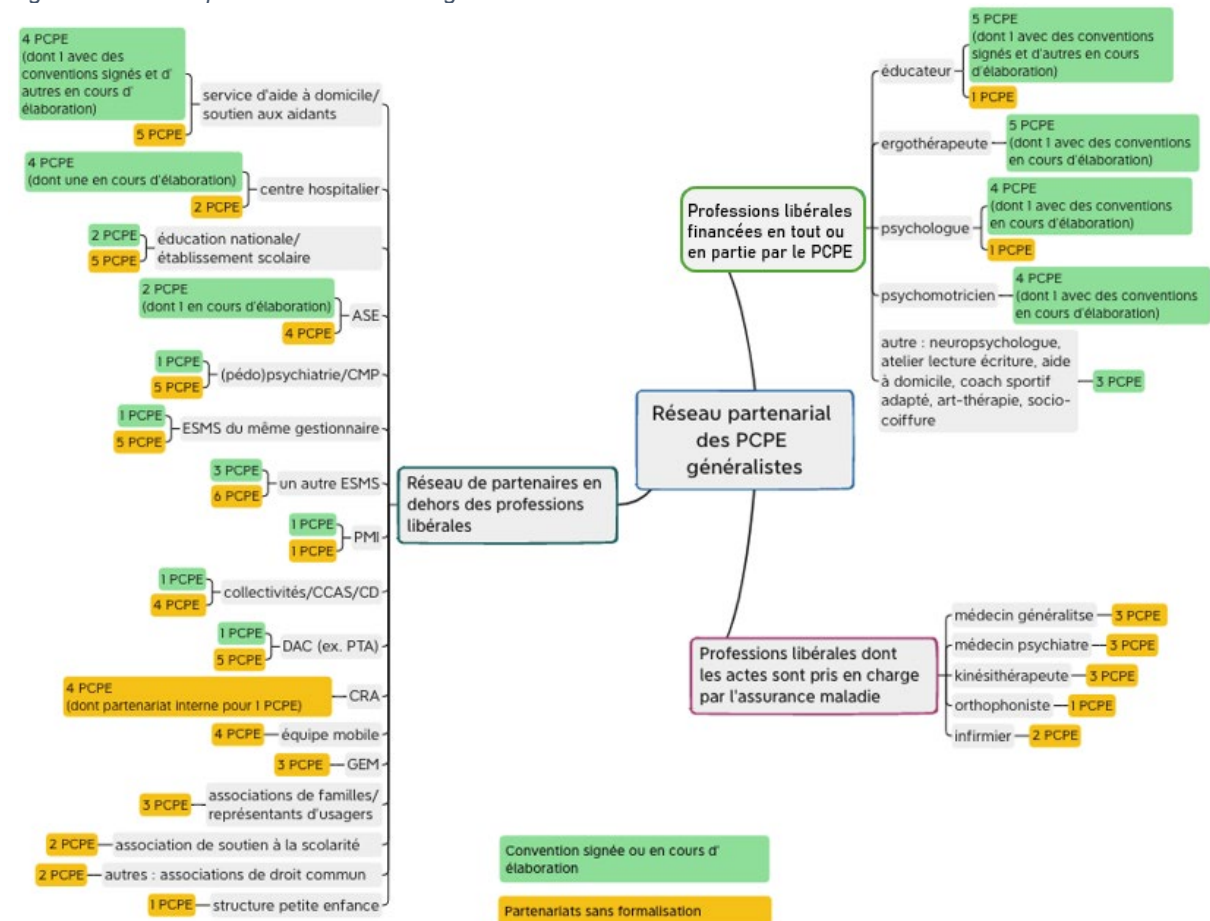 4 PCPE
(dont 1 avec des
conventions signés et d'
autres en cours d'
élaboration)
5 PCPE
service d'aide à domicile/
soutien aux aidants
4 PCPE
(dont une en cours d'élaboration)
2 PCPE
centre hospitalier
2 PCPE
5 PCPE
éducation nationale/
établissement scolaire
2 PCPE
(dont 1 en cours d'élaboration)
4 PCPE
ASE
1 PCPE
5 PCPE
(pédo)psychiatrie/CMP
1 PCPE
5 PCPE
ESMS du même gestionnaire
3 PCPE
6 PCPE
un autre ESMS
1 PCPE
1 PCPE
PMI
1 PCPE
4 PCPE
collectivités/CCAS/CD
1 PCPE
5 PCPE
DAC (ex. PTA)
4 PCPE
(dont partenariat interne pour 1 PCPE)
CRA
4 PCPE
équipe mobile
3 PCPE
GEM
3 PCPE
associations de familles/
représentants d'usagers
2 PCPE
association de soutien à la scolarité
2 PCPE
autres : associations de droit commun
1 PCPE
structure petite enfance
Réseau de partenaires en
dehors des professions
libérales
Réseau partenarial
des PCPE
généralistes
Professions libérales
financées en tout ou
en partie par le PCPE
éducateur
5 PCPE
(dont 1 avec des conventions
signés et d'autres en cours
d'élaboration)
1 PCPE
ergothérapeute
5 PCPE
(dont 1 avec des conventions
en cours d'élaboration)
psychologue
4 PCPE
(dont 1 avec des conventions
en cours d'élaboration)
1 PCPE
psychomotricien
4 PCPE
(dont 1 avec des conventions
en cours d'élaboration)
autre : neuropsychologue,
atelier lecture écriture, aide
à domicile, coach sportif
adapté, art-thérapie, socio-
coiffure
3 PCPE
Professions libérales dont
les actes sont pris en charge
par l'assurance maladie
médecin généralitse
3 PCPE
médecin psychiatre
3 PCPE
kinésithérapeute
3 PCPE
orthophoniste
1 PCPE
infirmier
2 PCPE
Convention signée ou en cours d'
élaboration
Partenariats sans formalisation